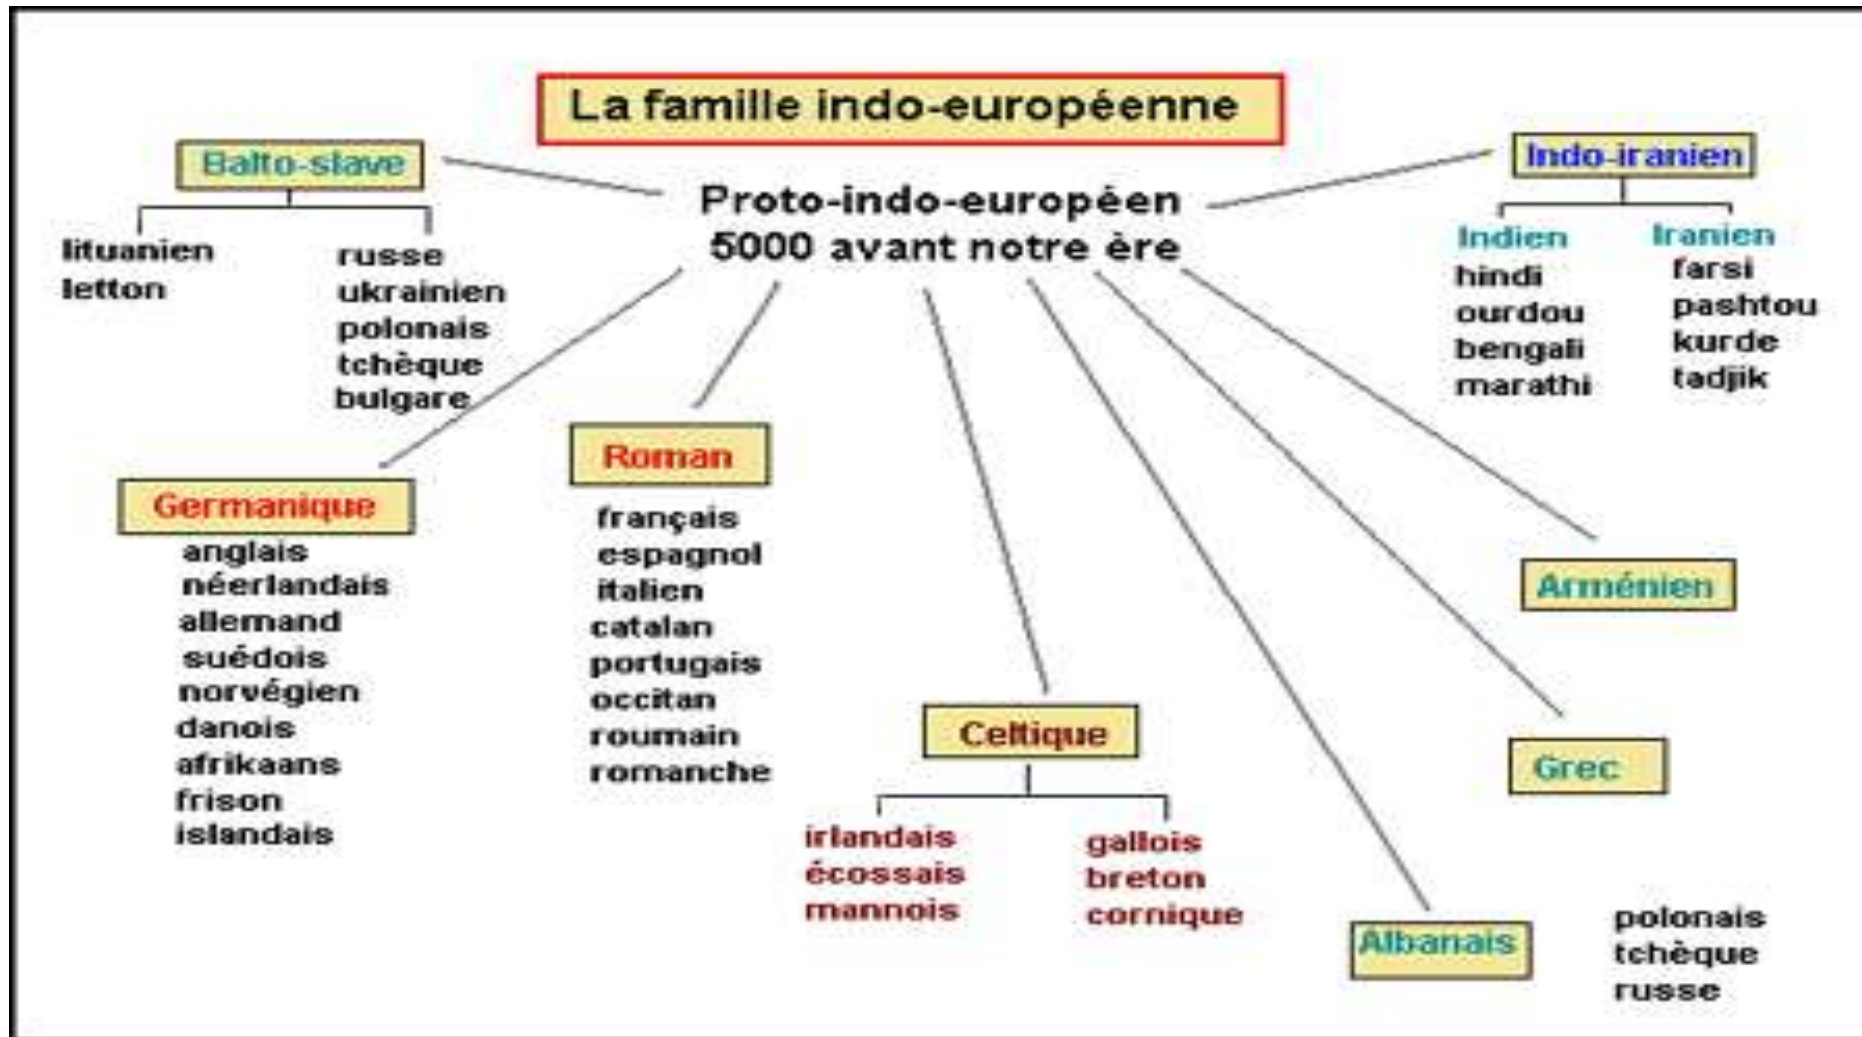 La famille indo-européenne
Proto-indo-européen
5000 avant notre ère
Balto-slave
lituanien
letton
russe
ukrainien
polonais
tchèque
bulgare
Indo-iranien
Indien
hindi
ourdou
bengali
marathi
Iranien
farsi
pashtou
kurde
tadjik
Germanique
anglais
néerlandais
allemand
suédois
norvégien
danois
afrikaans
frison
islandais
Roman
français
espagnol
italien
catalan
portugais
occitan
roumain
romanche
Celtique
irlandais
écossais
mannois
gallois
breton
cornique
Arménien
Grec
Albanais
polonais
tchèque
russe